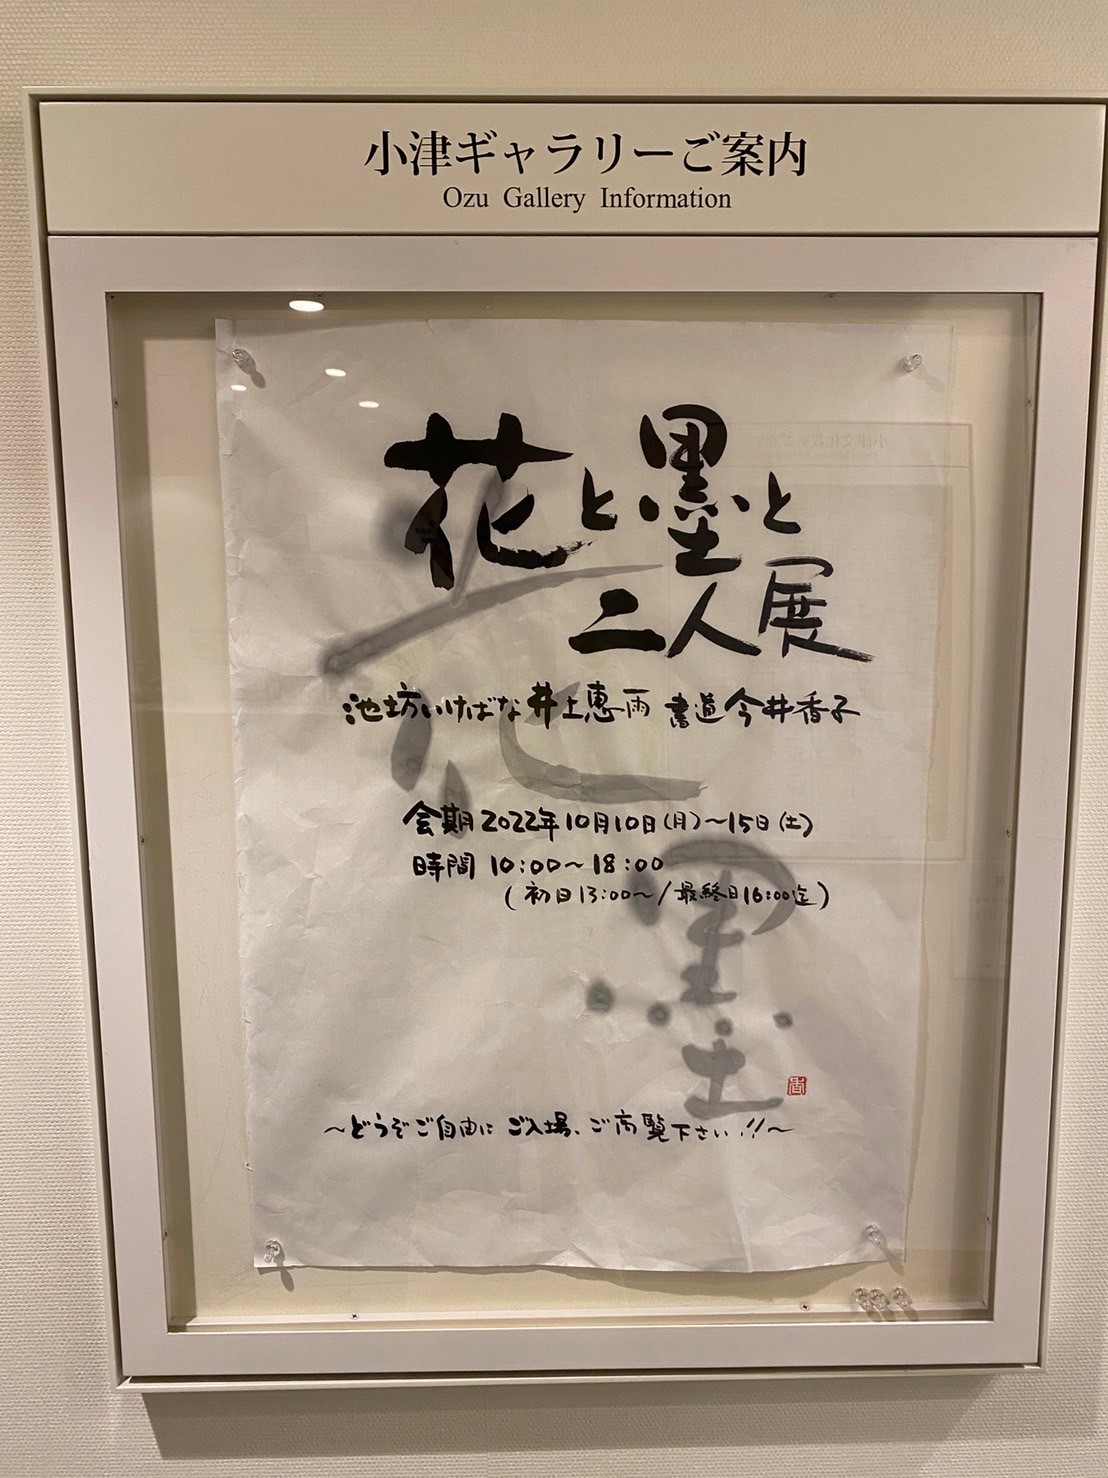 小津ギャラリーご案内
Ozu Gallery Information
花と墨と
二人展
池坊いけばな 井上恵雨 書道 今井香子
会期 2022年10月10日(月)～15日(土)
時間 10:00～18:00
(初日13:00～/最終日16:00迄)
花
墨
香
～どうぞご自由にご入場、ご高覧下さい!!～